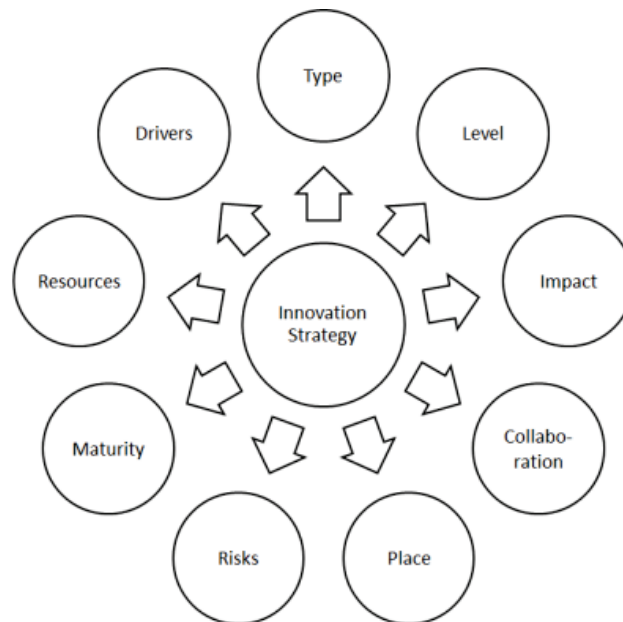 Type
Drivers
Level
Resources
Impact
Innovation
Strategy
Maturity
Collabo-
ration
Risks
Place